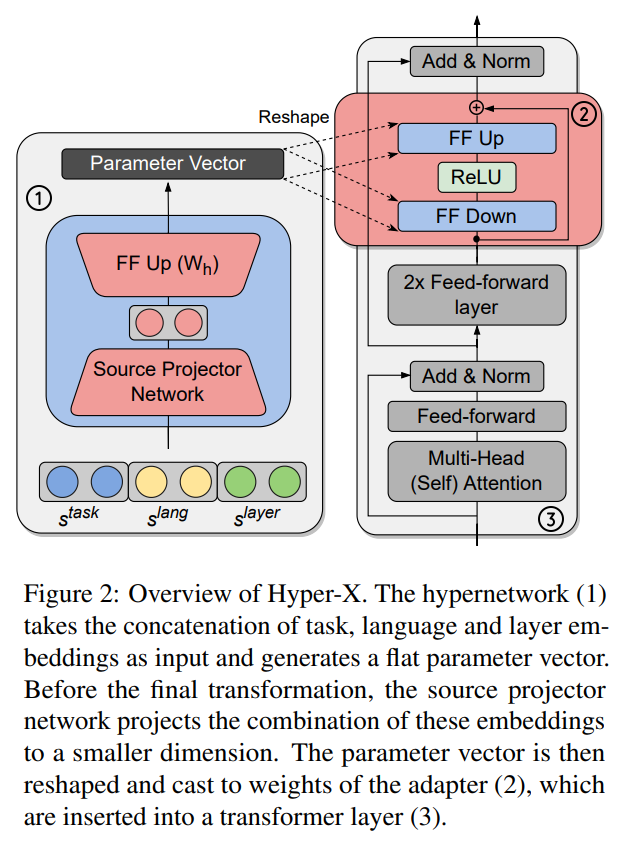 Add & Norm
②
Reshape
FF Up
Parameter Vector
ReLU
①
FF Down
FF Up (Wₕ)
2x Feed-forward
layer
Source Projector
Network
Add & Norm
Feed-forward
Multi-Head
(Self) Attention
s^task s^lang s^layer
③
Figure 2: Overview of Hyper-X. The hypernetwork (1)
takes the concatenation of task, language and layer em-
beddings as input and generates a flat parameter vector.
Before the final transformation, the source projector
network projects the combination of these embeddings
to a smaller dimension. The parameter vector is then
reshaped and cast to weights of the adapter (2), which
are inserted into a transformer layer (3).